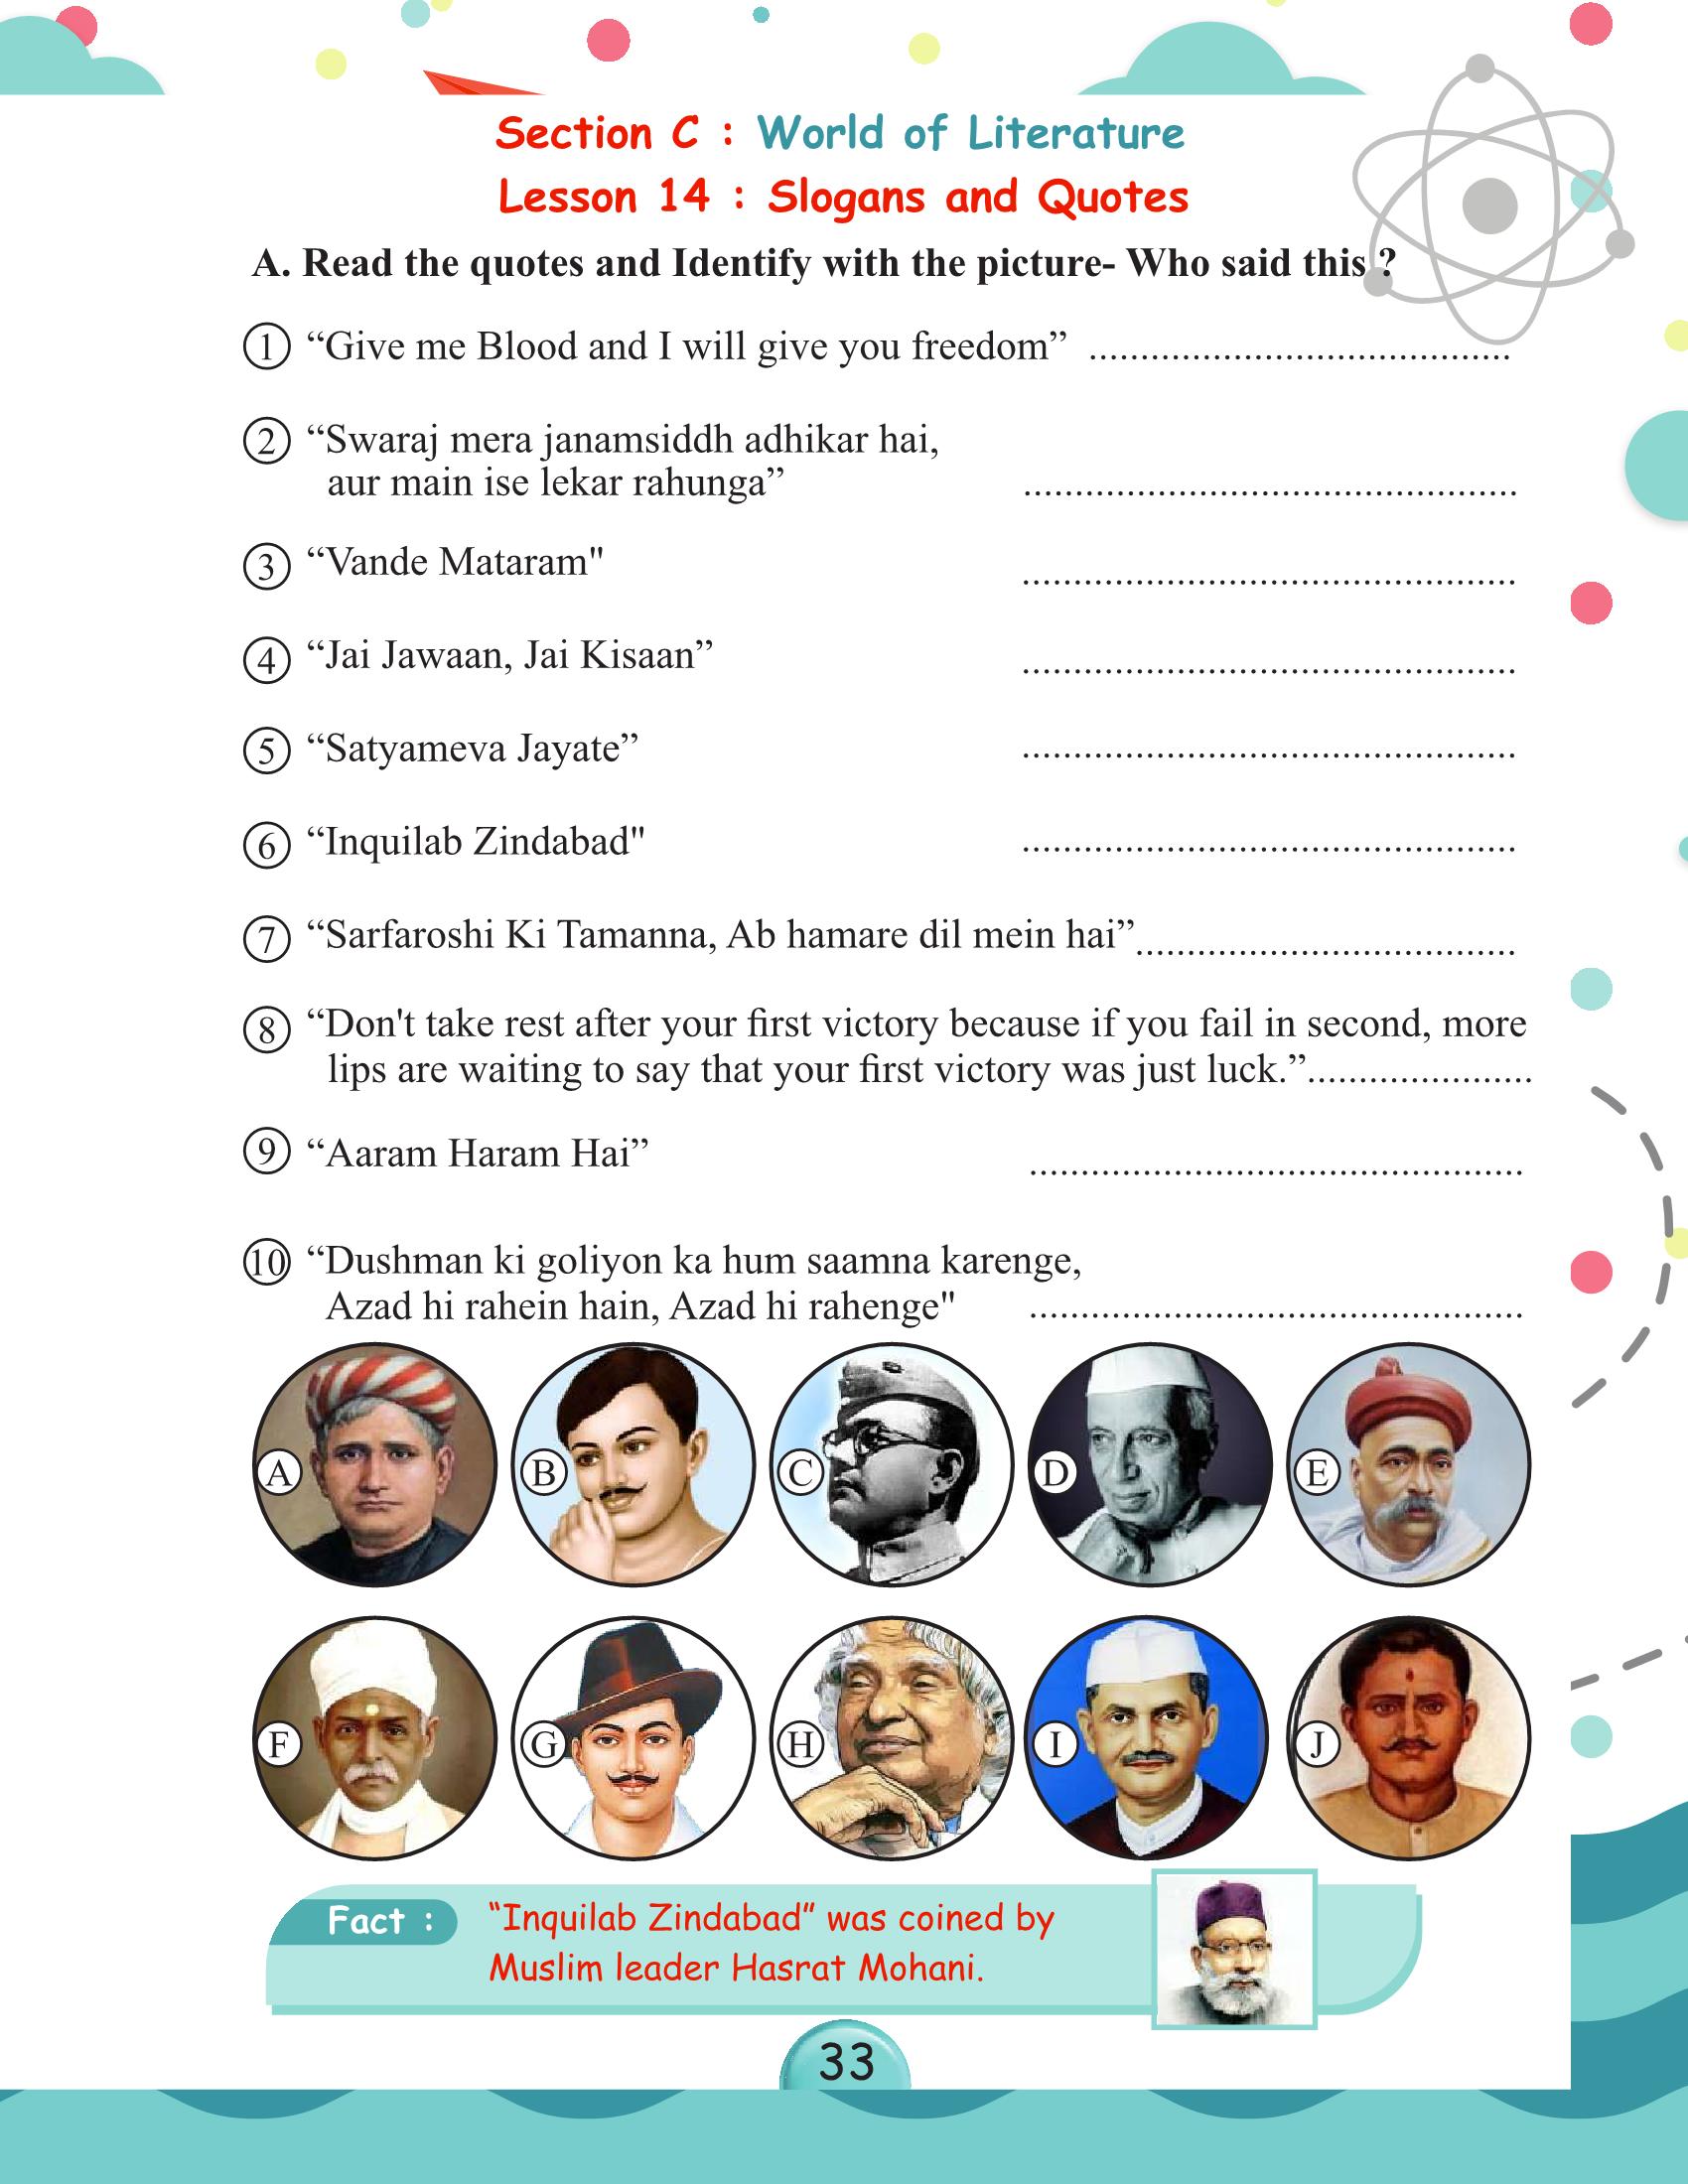 Section C : World of Literature
Lesson 14 : Slogans and Quotes
A. Read the quotes and Identify with the picture- Who said this ?
1 “Give me Blood and I will give you freedom” .........................................
2 “Swaraj mera janamsiddh adhikar hai,
aur main ise lekar rahunga” ................................................
3 “Vande Mataram" ................................................
4 “Jai Jawaan, Jai Kisaan” ................................................
5 “Satyameva Jayate” ................................................
6 “Inquilab Zindabad" ................................................
7 “Sarfaroshi Ki Tamanna, Ab hamare dil mein hai”.....................................
8 “Don't take rest after your first victory because if you fail in second, more
lips are waiting to say that your first victory was just luck.”......................
9 “Aaram Haram Hai” ................................................
10 “Dushman ki goliyon ka hum saamna karenge,
Azad hi rahein hain, Azad hi rahenge" ................................................
A B C D E
F G H I J
Fact : “Inquilab Zindabad” was coined by
Muslim leader Hasrat Mohani.
33